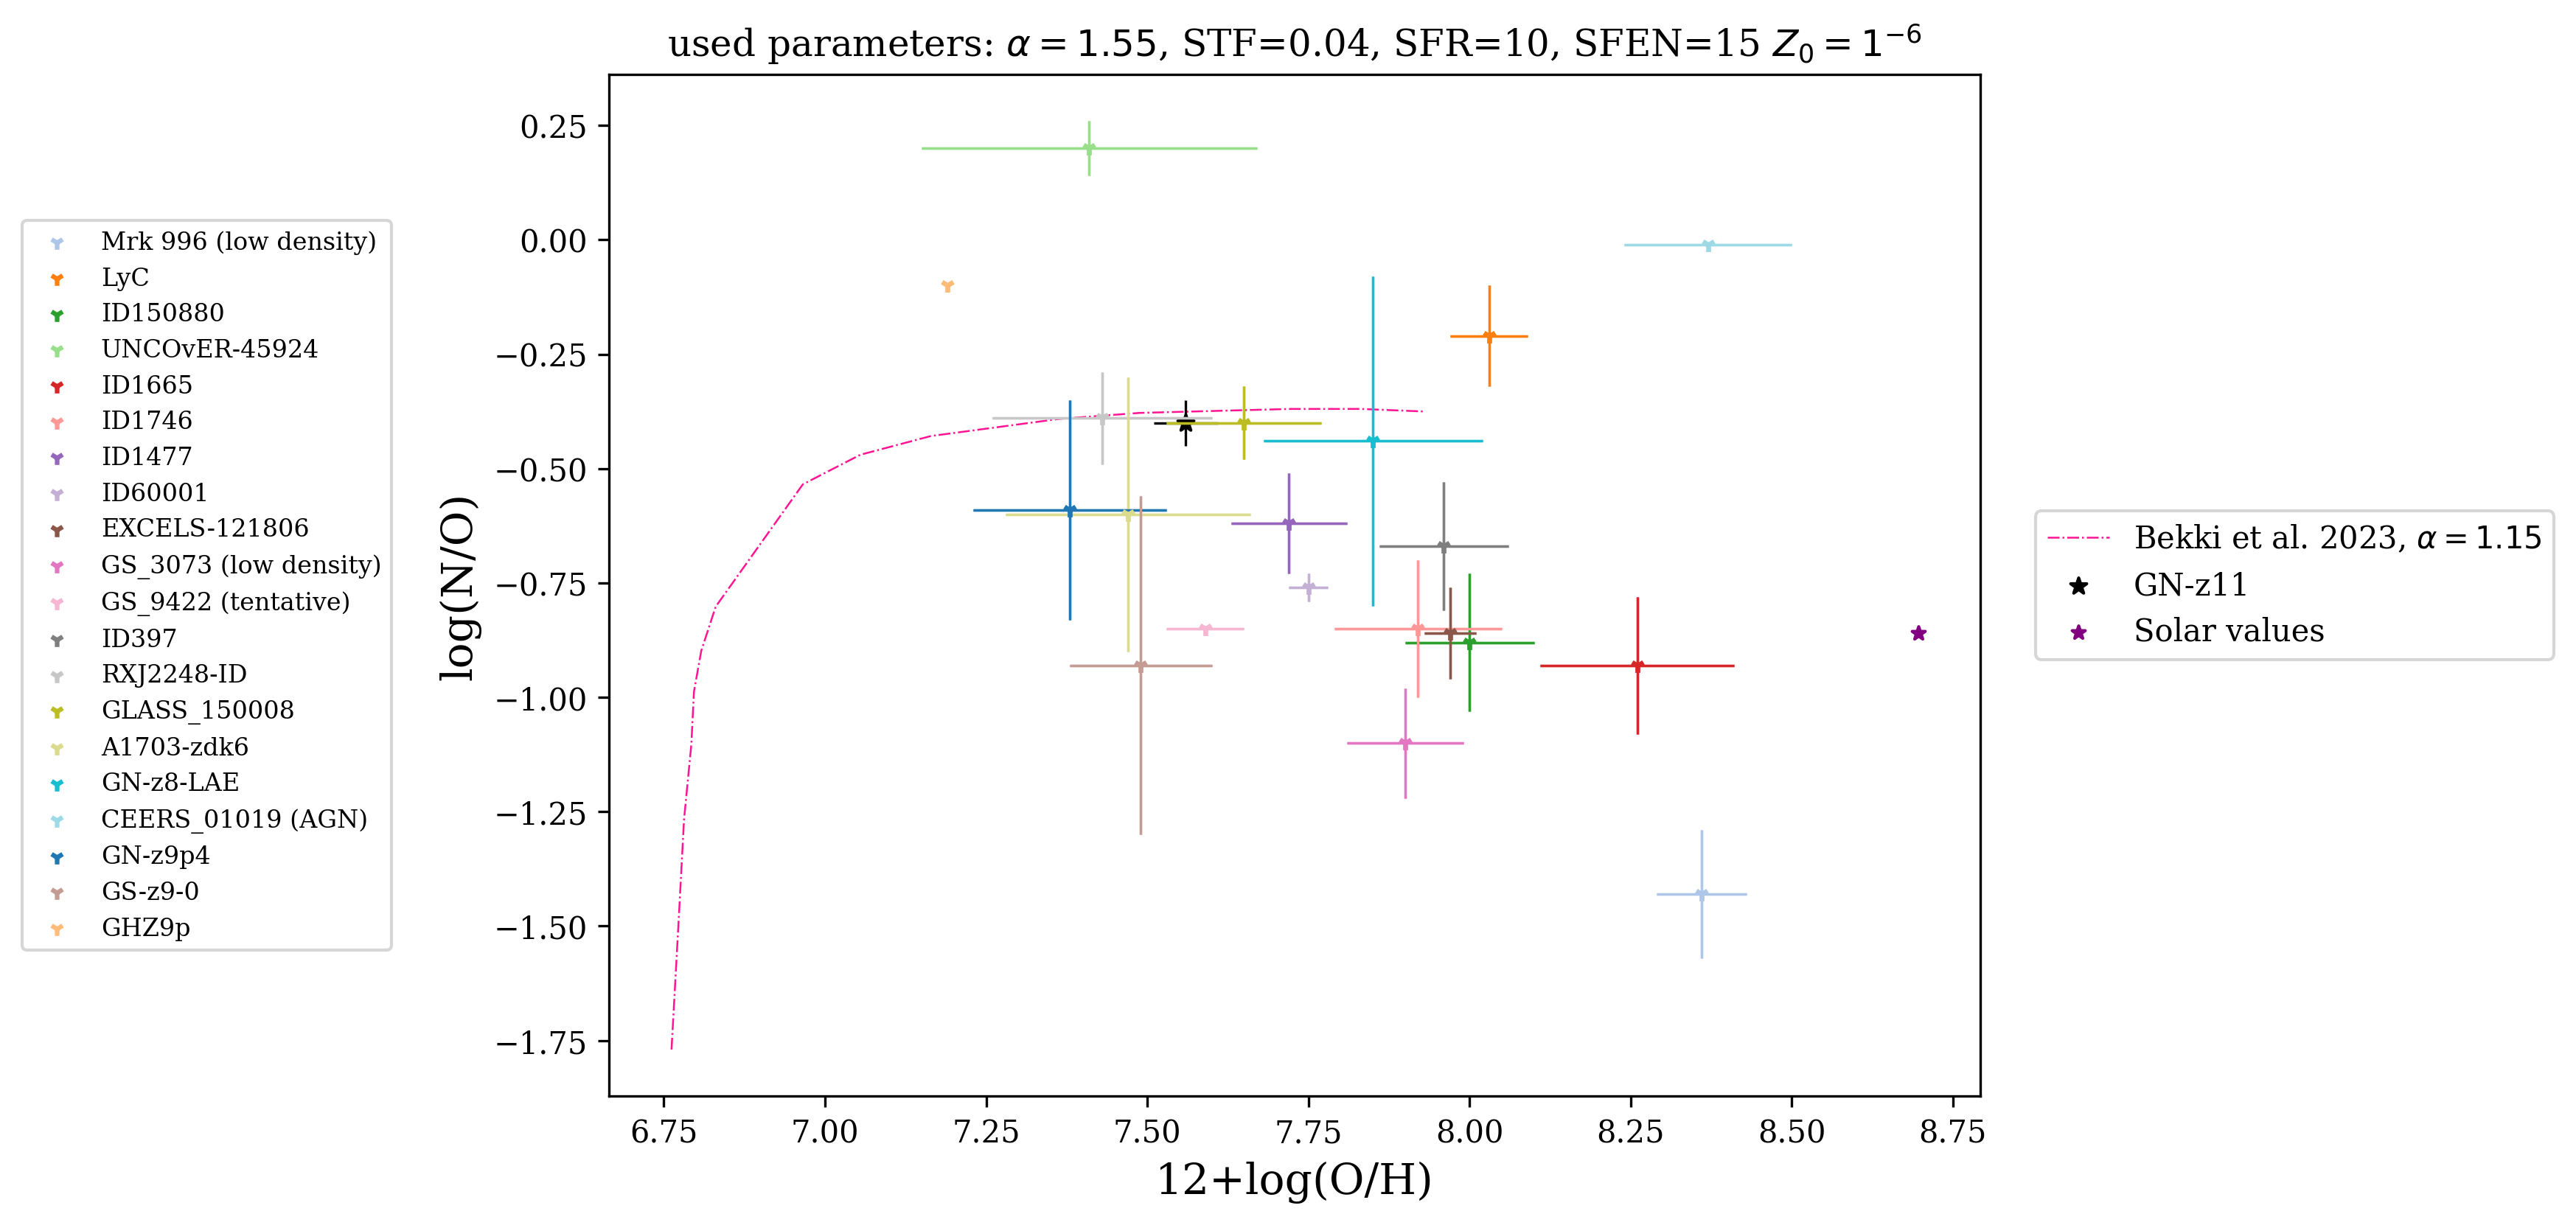 used parameters: α = 1.55, STF=0.04, SFR=10, SFEN=15 Z₀ = 1⁻⁶
Mrk 996 (low density)
LyC
ID150880
UNCOvER-45924
ID1665
ID1746
ID1477
ID60001
EXCELS-121806
GS_3073 (low density)
GS_9422 (tentative)
ID397
RXJ2248-ID
GLASS_150008
A1703-zdk6
GN-z8-LAE
CEERS_01019 (AGN)
GN-z9p4
GS-z9-0
GHZ9p
log(N/O)
0.25
0.00
−0.25
−0.50
−0.75
−1.00
−1.25
−1.50
−1.75
6.75 7.00 7.25 7.50 7.75 8.00 8.25 8.50 8.75
12+log(O/H)
Bekki et al. 2023, α = 1.15
GN-z11
Solar values